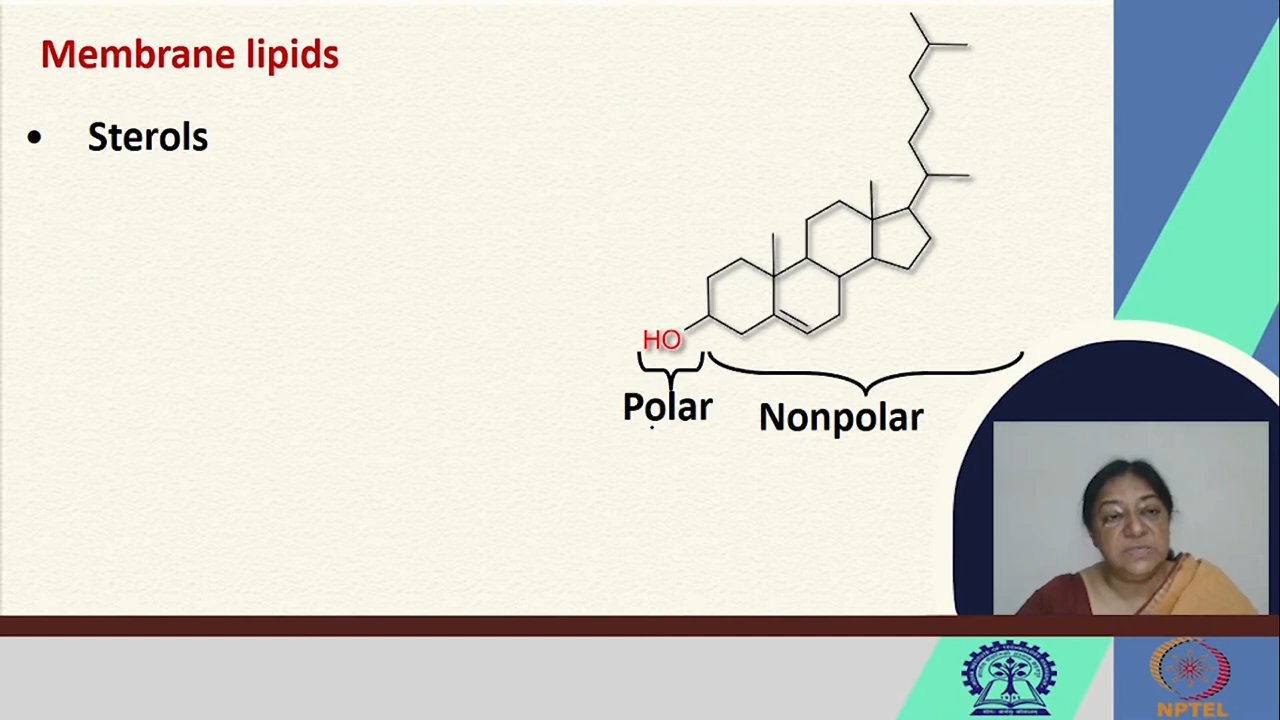 Membrane lipids
• Sterols
HO
Polar
Nonpolar
NPTEL